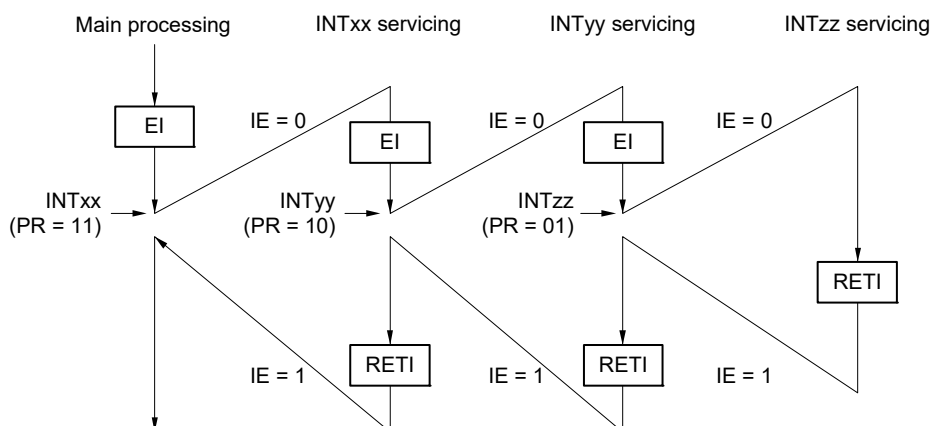 Main processing
INTxx servicing
INTyy servicing
INTzz servicing
EI
IE = 0
EI
IE = 0
EI
IE = 0
INTxx
(PR = 11)
INTyy
(PR = 10)
INTzz
(PR = 01)
RETI
IE = 1
RETI
IE = 1
RETI
IE = 1